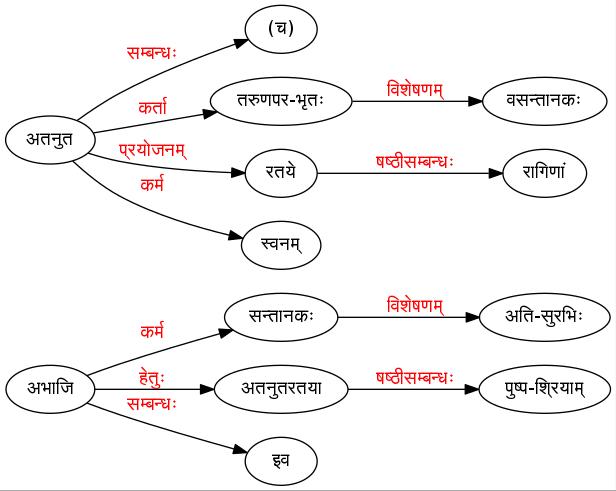 (च)
सम्बन्धः
तरुणपर-भृतः
विशेषणम्
वसन्तानकः
कर्ता
अतनुत
प्रयोजनम्
रतये
षष्ठीसम्बन्धः
रागिणां
कर्म
स्वनम्
सन्तानकः
विशेषणम्
अति-सुरभिः
कर्म
अभाजि
हेतुः
अतनुतरतया
षष्ठीसम्बन्धः
पुष्प-श्रियाम्
सम्बन्धः
इव